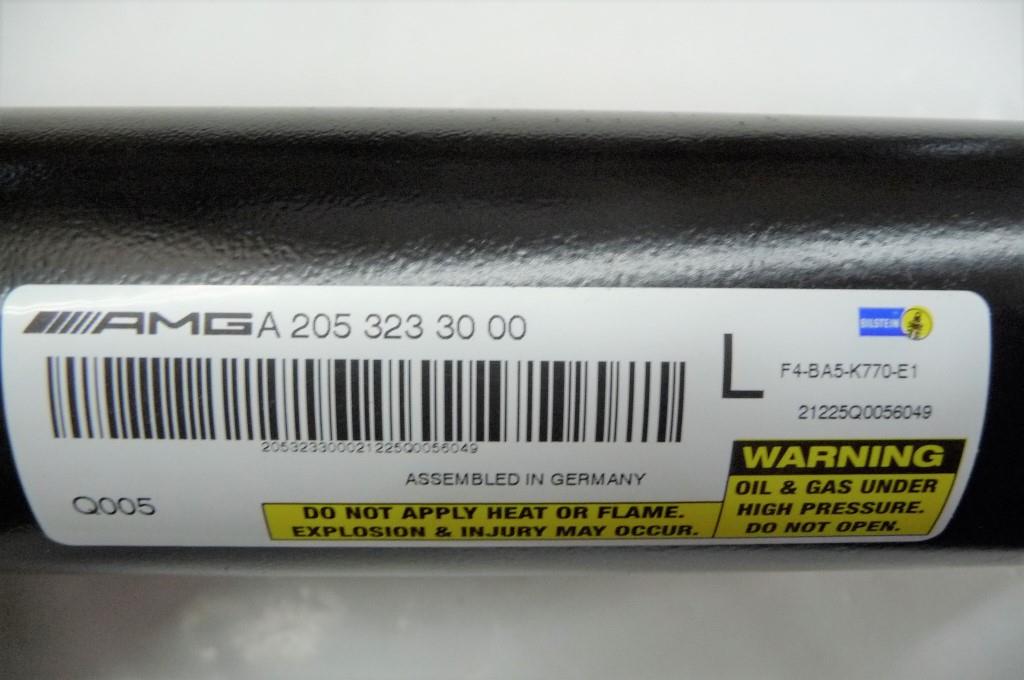 AMG A 205 323 30 00
BILSTEIN
L
F4-BA5-K770-E1
21225Q0056049
205323300021225Q0056049
ASSEMBLED IN GERMANY
Q005
DO NOT APPLY HEAT OR FLAME.
EXPLOSION & INJURY MAY OCCUR.
WARNING
OIL & GAS UNDER
HIGH PRESSURE.
DO NOT OPEN.